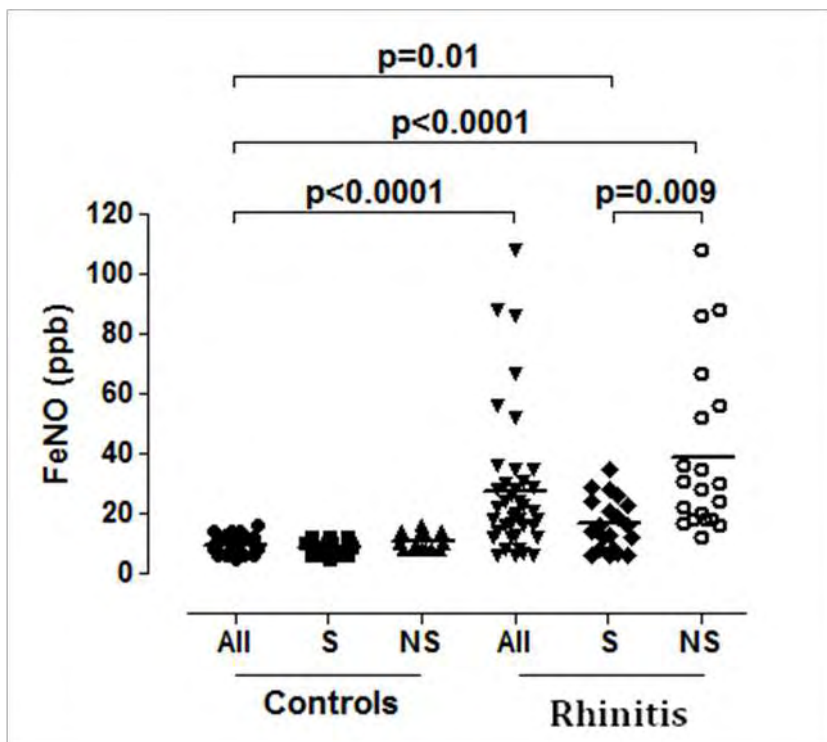 p=0.01
p<0.0001
p<0.0001 p=0.009
120
100
80
60
40
20
0
FeNO (ppb)
All S NS All S NS
Controls Rhinitis